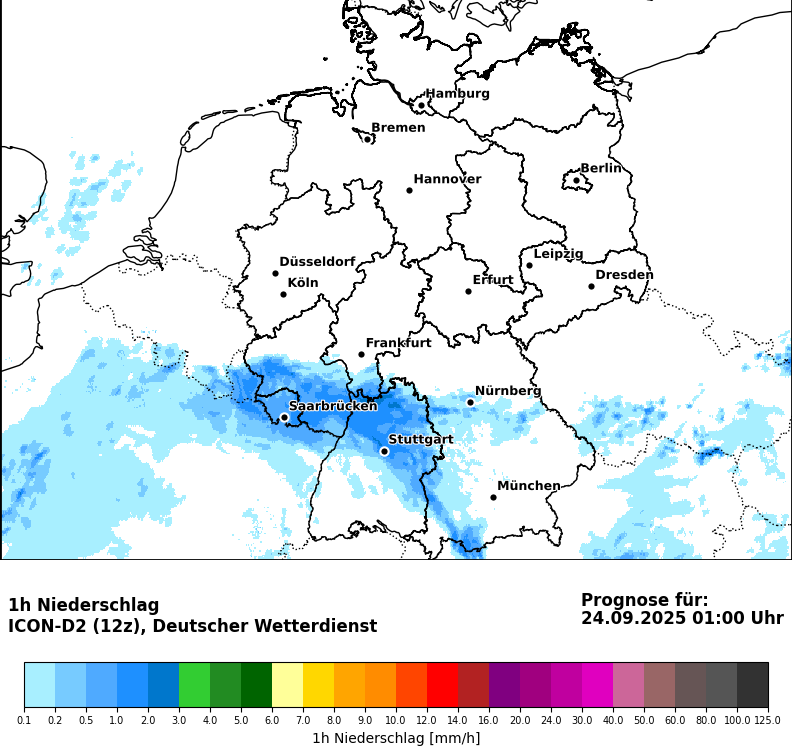 Hamburg
Bremen
Berlin
Hannover
Leipzig
Düsseldorf
Dresden
Köln
Erfurt
Frankfurt
Nürnberg
Saarbrücken
Stuttgart
München
1h Niederschlag
ICON-D2 (12z), Deutscher Wetterdienst
Prognose für:
24.09.2025 01:00 Uhr
0.1 0.2 0.5 1.0 2.0 3.0 4.0 5.0 6.0 7.0 8.0 9.0 10.0 12.0 14.0 16.0 20.0 24.0 30.0 40.0 50.0 60.0 80.0 100.0 125.0
1h Niederschlag [mm/h]